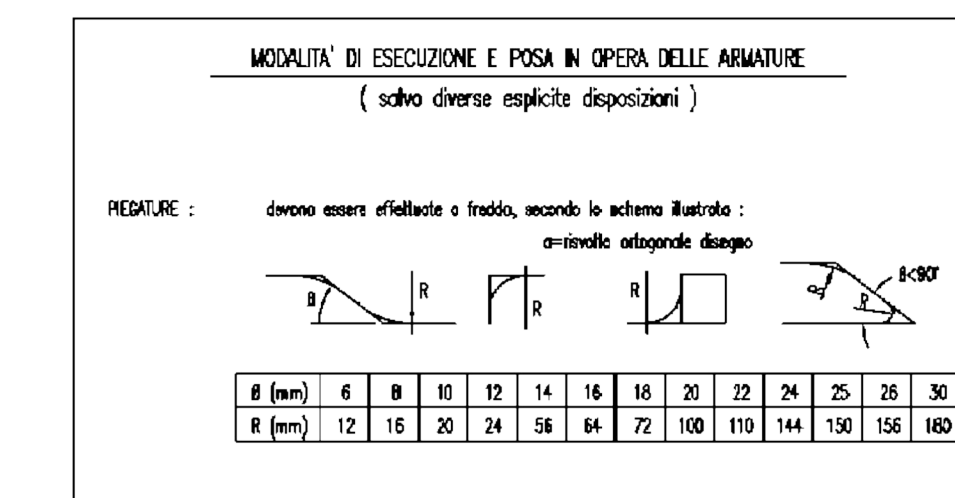 MODALITA' DI ESECUZIONE E POSA IN OPERA DELLE ARMATURE
( salvo diverse esplicite disposizioni )
PIEGATURE : devono essere effettuate a freddo, secondo lo schema illustrato :
a=risvolto ortogonale disegno
θ R R R a R θ<90°
Ø (mm) 6 8 10 12 14 16 18 20 22 24 25 26 30
R (mm) 12 16 20 24 56 64 72 100 110 144 150 156 180